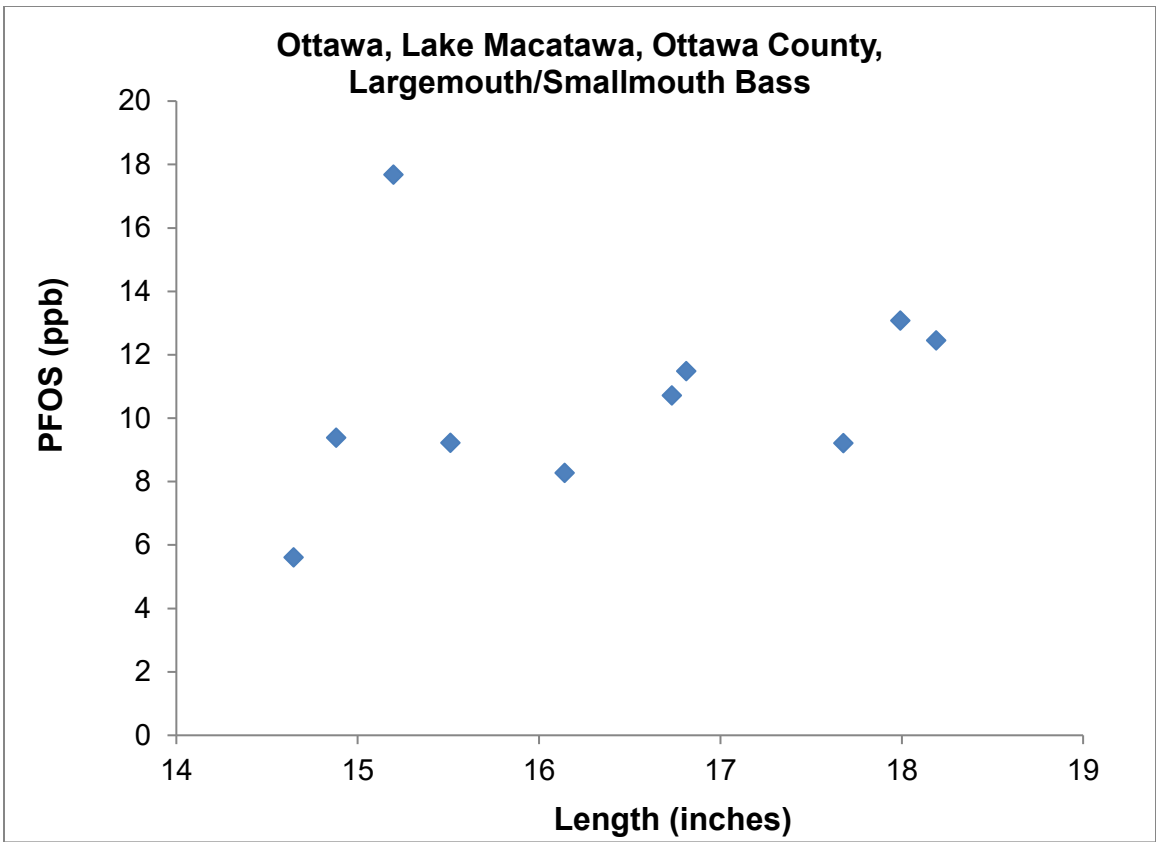 Ottawa, Lake Macatawa, Ottawa County,
Largemouth/Smallmouth Bass
20
18
16
14
12
10
8
6
4
2
0
PFOS (ppb)
14 15 16 17 18 19
Length (inches)